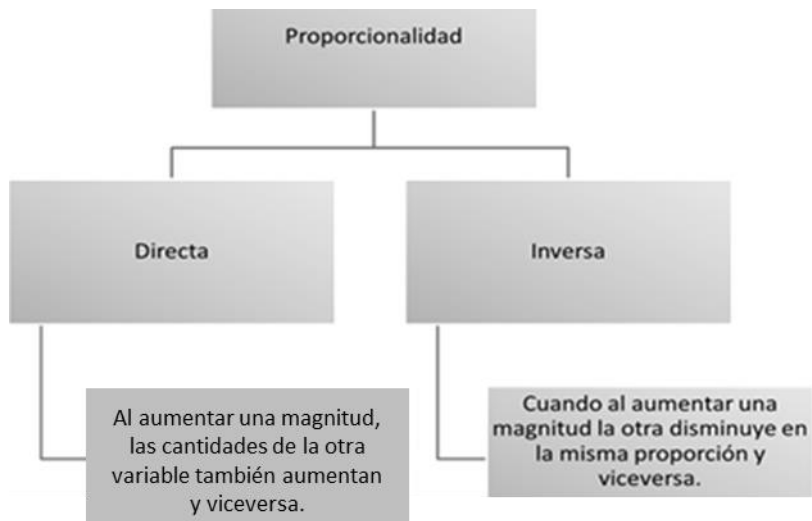 Proporcionalidad
Directa
Inversa
Al aumentar una magnitud,
las cantidades de la otra
variable también aumentan
y viceversa.
Cuando al aumentar una
magnitud la otra disminuye en
la misma proporción y
viceversa.